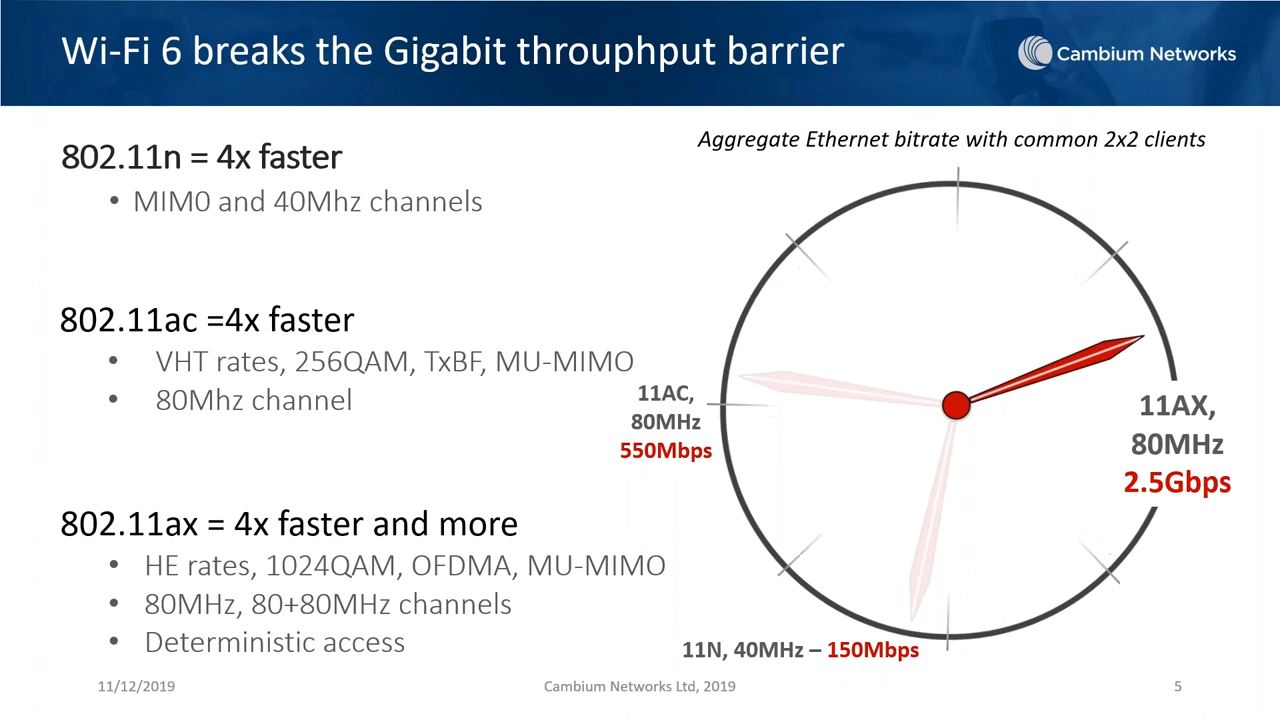 Wi-Fi 6 breaks the Gigabit throuphput barrier
Cambium Networks
802.11n = 4x faster
• MIM0 and 40Mhz channels
802.11ac =4x faster
• VHT rates, 256QAM, TxBF, MU-MIMO
• 80Mhz channel
802.11ax = 4x faster and more
• HE rates, 1024QAM, OFDMA, MU-MIMO
• 80MHz, 80+80MHz channels
• Deterministic access
Aggregate Ethernet bitrate with common 2x2 clients
11AC,
80MHz
550Mbps
11AX,
80MHz
2.5Gbps
11N, 40MHz – 150Mbps
11/12/2019
Cambium Networks Ltd, 2019
5